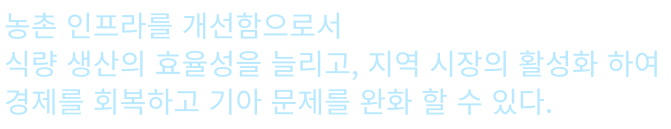 농촌 인프라를 개선함으로서
식량 생산의 효율성을 늘리고, 지역 시장의 활성화 하여
경제를 회복하고 기아 문제를 완화 할 수 있다.